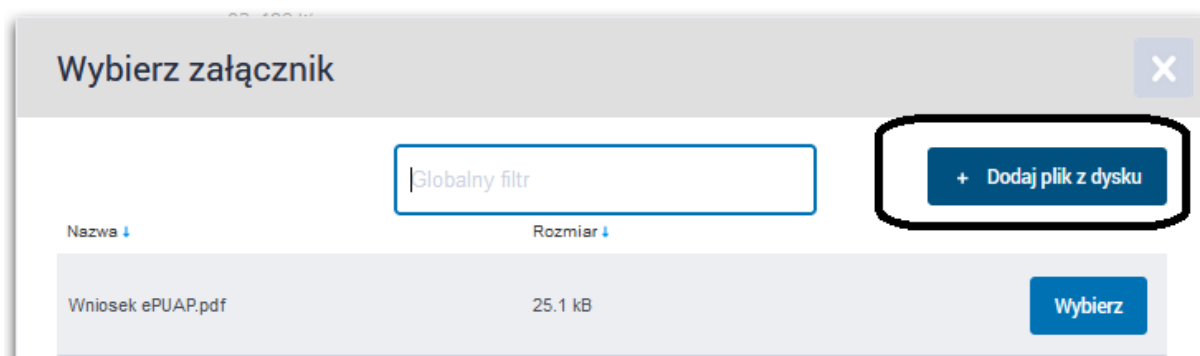 Wybierz załącznik
Globalny filtr
+ Dodaj plik z dysku
Nazwa ↓ Rozmiar ↓
Wniosek ePUAP.pdf 25.1 kB Wybierz